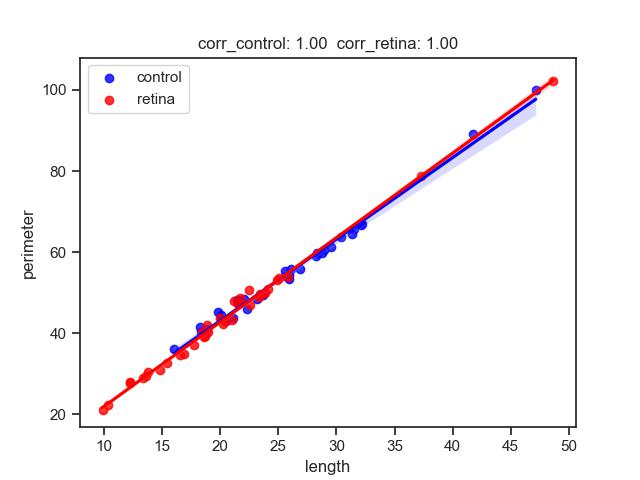 corr_control: 1.00  corr_retina: 1.00
control
retina
perimeter
100
80
60
40
20
10 15 20 25 30 35 40 45 50
length